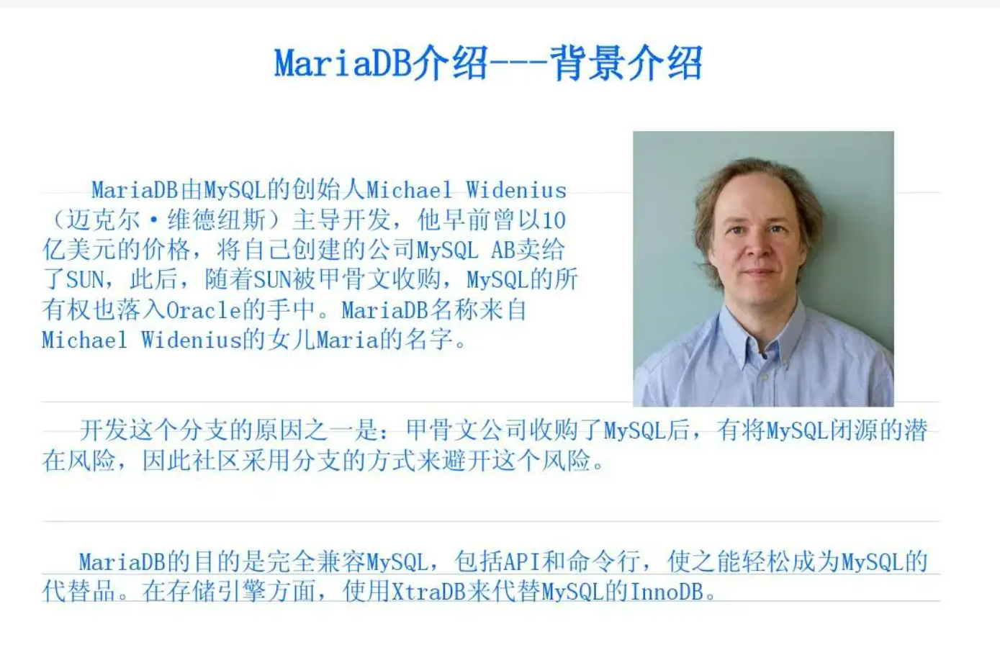 MariaDB介绍---背景介绍
MariaDB由MySQL的创始人Michael Widenius
（迈克尔·维德纽斯）主导开发，他早前曾以10
亿美元的价格，将自己创建的公司MySQL AB卖给
了SUN，此后，随着SUN被甲骨文收购，MySQL的所
有权也落入Oracle的手中。MariaDB名称来自
Michael Widenius的女儿Maria的名字。
开发这个分支的原因之一是：甲骨文公司收购了MySQL后，有将MySQL闭源的潜
在风险，因此社区采用分支的方式来避开这个风险。
MariaDB的目的是完全兼容MySQL，包括API和命令行，使之能轻松成为MySQL的
代替品。在存储引擎方面，使用XtraDB来代替MySQL的InnoDB。